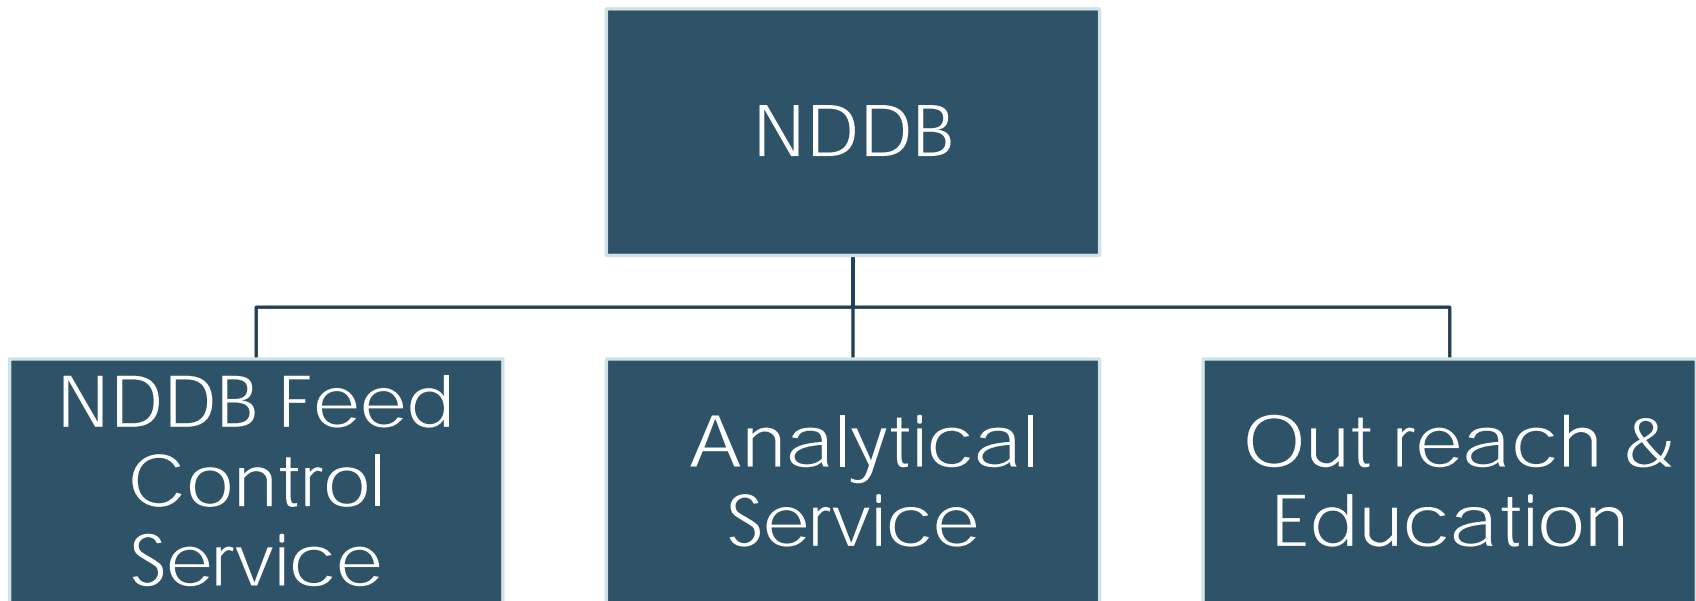 NDDB
NDDB Feed
Control
Service
Analytical
Service
Out reach &
Education